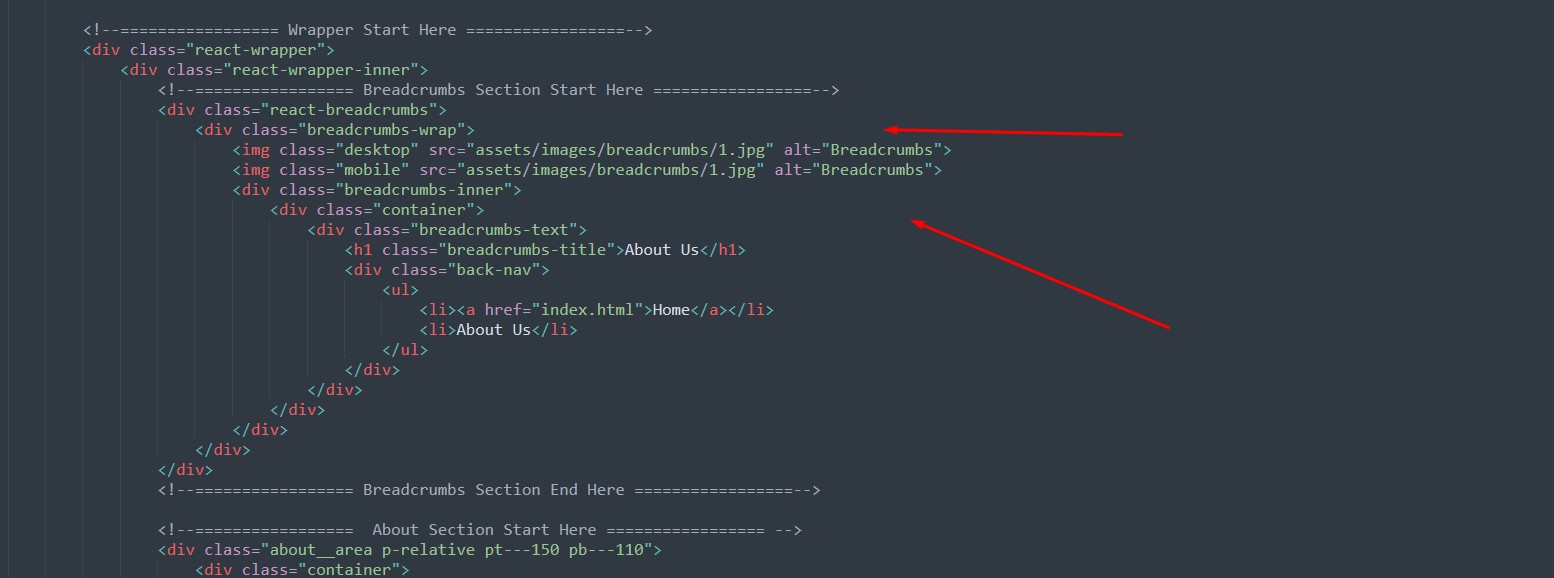 <!--================= Wrapper Start Here =================-->
<div class="react-wrapper">
<div class="react-wrapper-inner">
<!--================= Breadcrumbs Section Start Here =================-->
<div class="react-breadcrumbs">
<div class="breadcrumbs-wrap">
<img class="desktop" src="assets/images/breadcrumbs/1.jpg" alt="Breadcrumbs">
<img class="mobile" src="assets/images/breadcrumbs/1.jpg" alt="Breadcrumbs">
<div class="breadcrumbs-inner">
<div class="container">
<div class="breadcrumbs-text">
<h1 class="breadcrumbs-title">About Us</h1>
<div class="back-nav">
<ul>
<li><a href="index.html">Home</a></li>
<li>About Us</li>
</ul>
</div>
</div>
</div>
</div>
</div>
</div>
<!--================= Breadcrumbs Section End Here =================-->
<!--=================  About Section Start Here ================= -->
<div class="about__area p-relative pt---150 pb---110">
<div class="container">